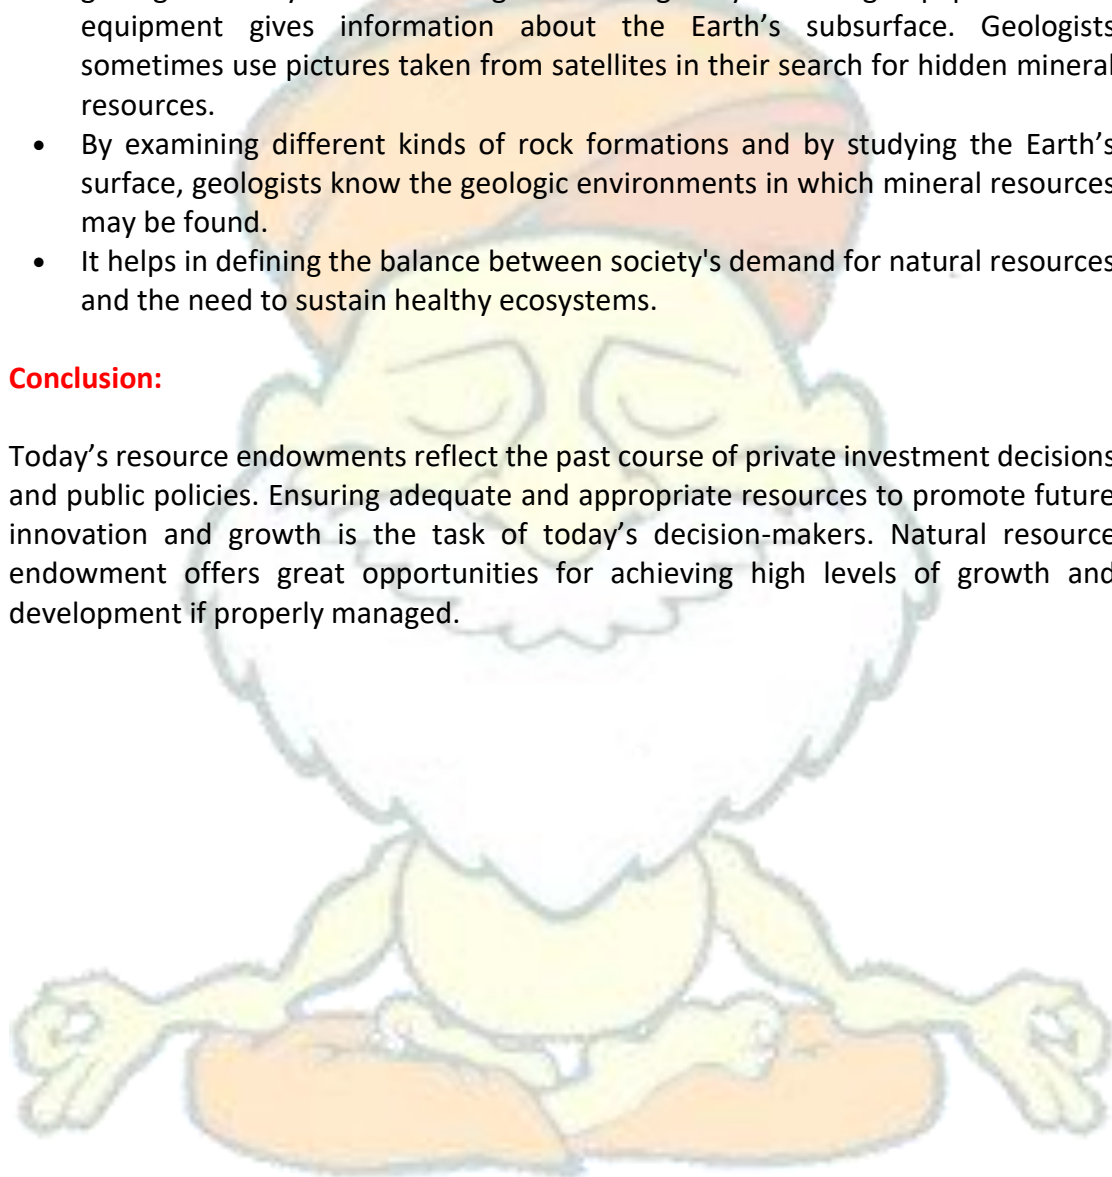 equipment gives information about the Earth’s subsurface. Geologists
sometimes use pictures taken from satellites in their search for hidden mineral
resources.
• By examining different kinds of rock formations and by studying the Earth’s
surface, geologists know the geologic environments in which mineral resources
may be found.
• It helps in defining the balance between society's demand for natural resources
and the need to sustain healthy ecosystems.
Conclusion:
Today’s resource endowments reflect the past course of private investment decisions
and public policies. Ensuring adequate and appropriate resources to promote future
innovation and growth is the task of today’s decision-makers. Natural resource
endowment offers great opportunities for achieving high levels of growth and
development if properly managed.